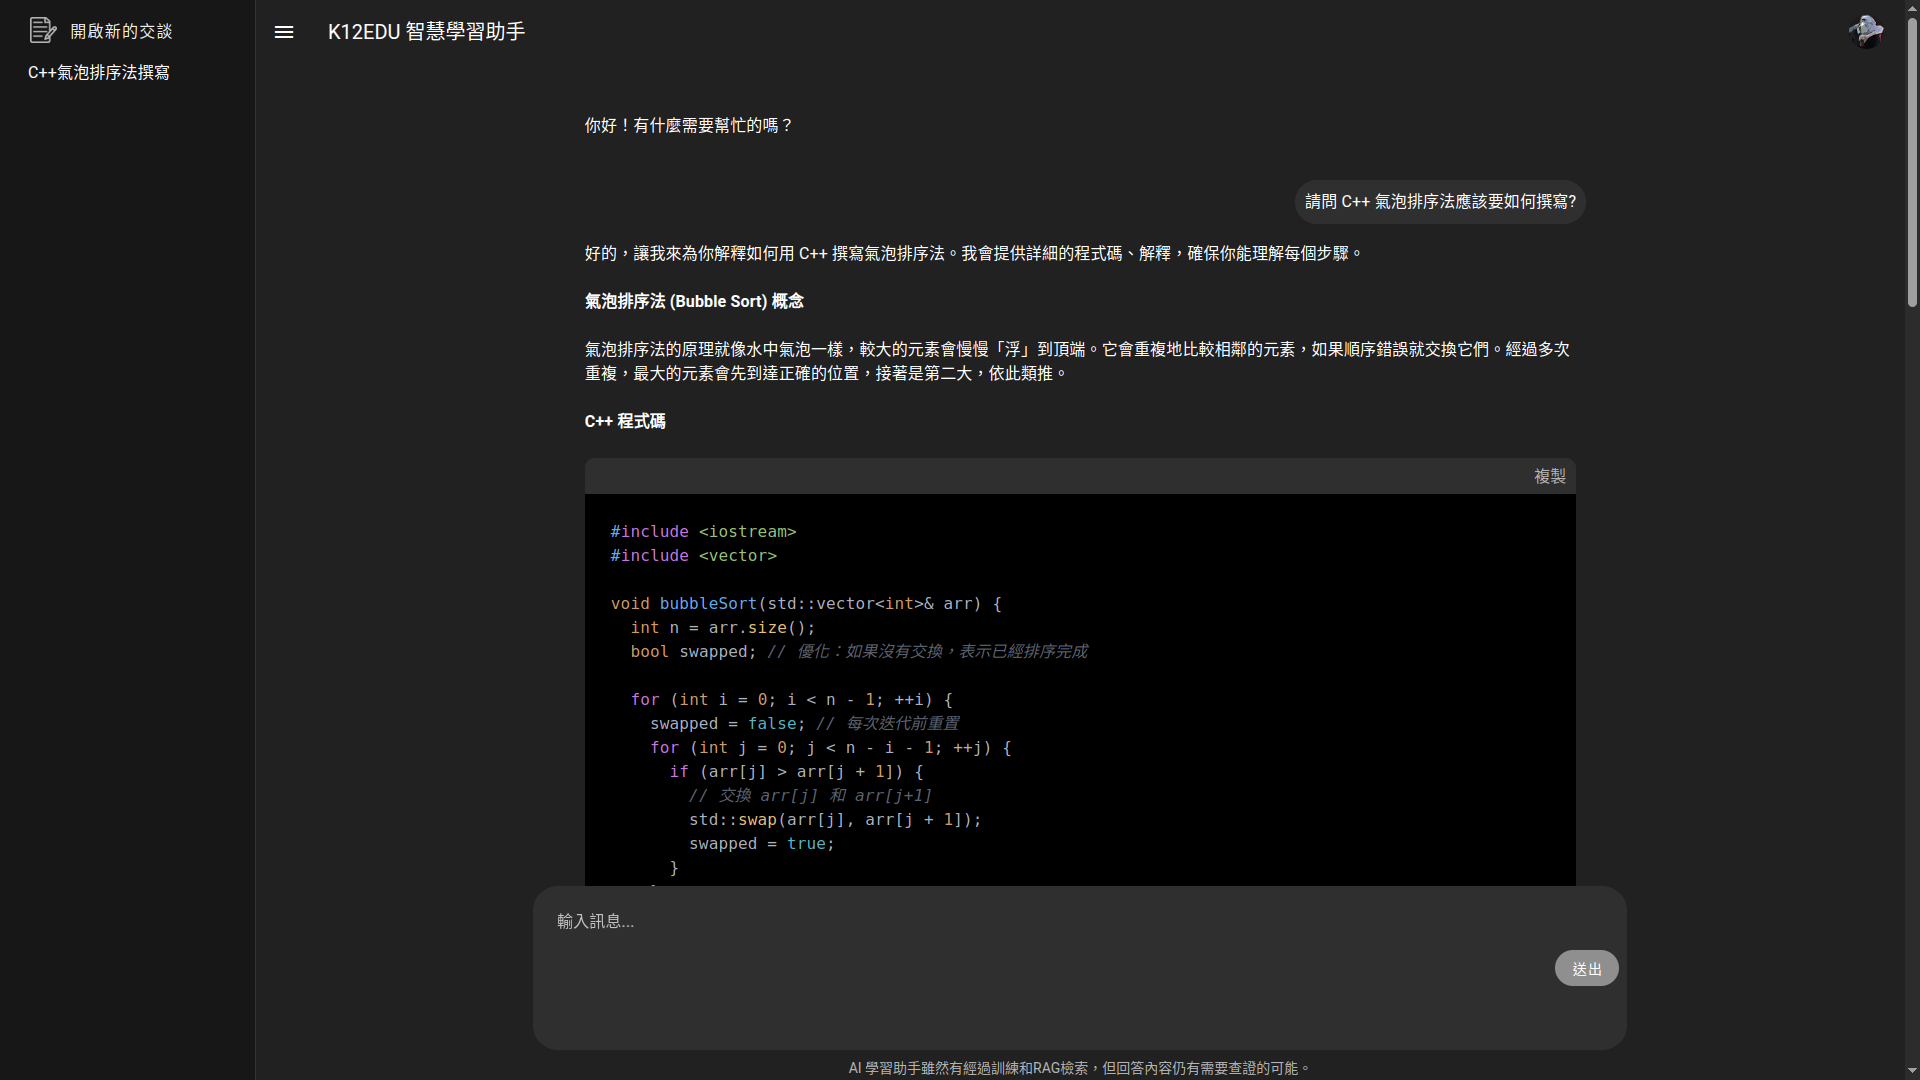 開啟新的交談
C++氣泡排序法撰寫
K12EDU 智慧學習助手
你好！有什麼需要幫忙的嗎？
請問 C++ 氣泡排序法應該要如何撰寫?
好的，讓我來為你解釋如何用 C++ 撰寫氣泡排序法。我會提供詳細的程式碼、解釋，確保你能理解每個步驟。
氣泡排序法 (Bubble Sort) 概念
氣泡排序法的原理就像水中氣泡一樣，較大的元素會慢慢「浮」到頂端。它會重複地比較相鄰的元素，如果順序錯誤就交換它們。經過多次
重複，最大的元素會先到達正確的位置，接著是第二大，依此類推。
C++ 程式碼
複製
#include <iostream>
#include <vector>
void bubbleSort(std::vector<int>& arr) {
  int n = arr.size();
  bool swapped; // 優化：如果沒有交換，表示已經排序完成
  for (int i = 0; i < n - 1; ++i) {
    swapped = false; // 每次迭代前重置
    for (int j = 0; j < n - i - 1; ++j) {
      if (arr[j] > arr[j + 1]) {
        // 交換 arr[j] 和 arr[j+1]
        std::swap(arr[j], arr[j + 1]);
        swapped = true;
      }
輸入訊息...
送出
AI 學習助手雖然有經過訓練和RAG檢索，但回答內容仍有需要查證的可能。